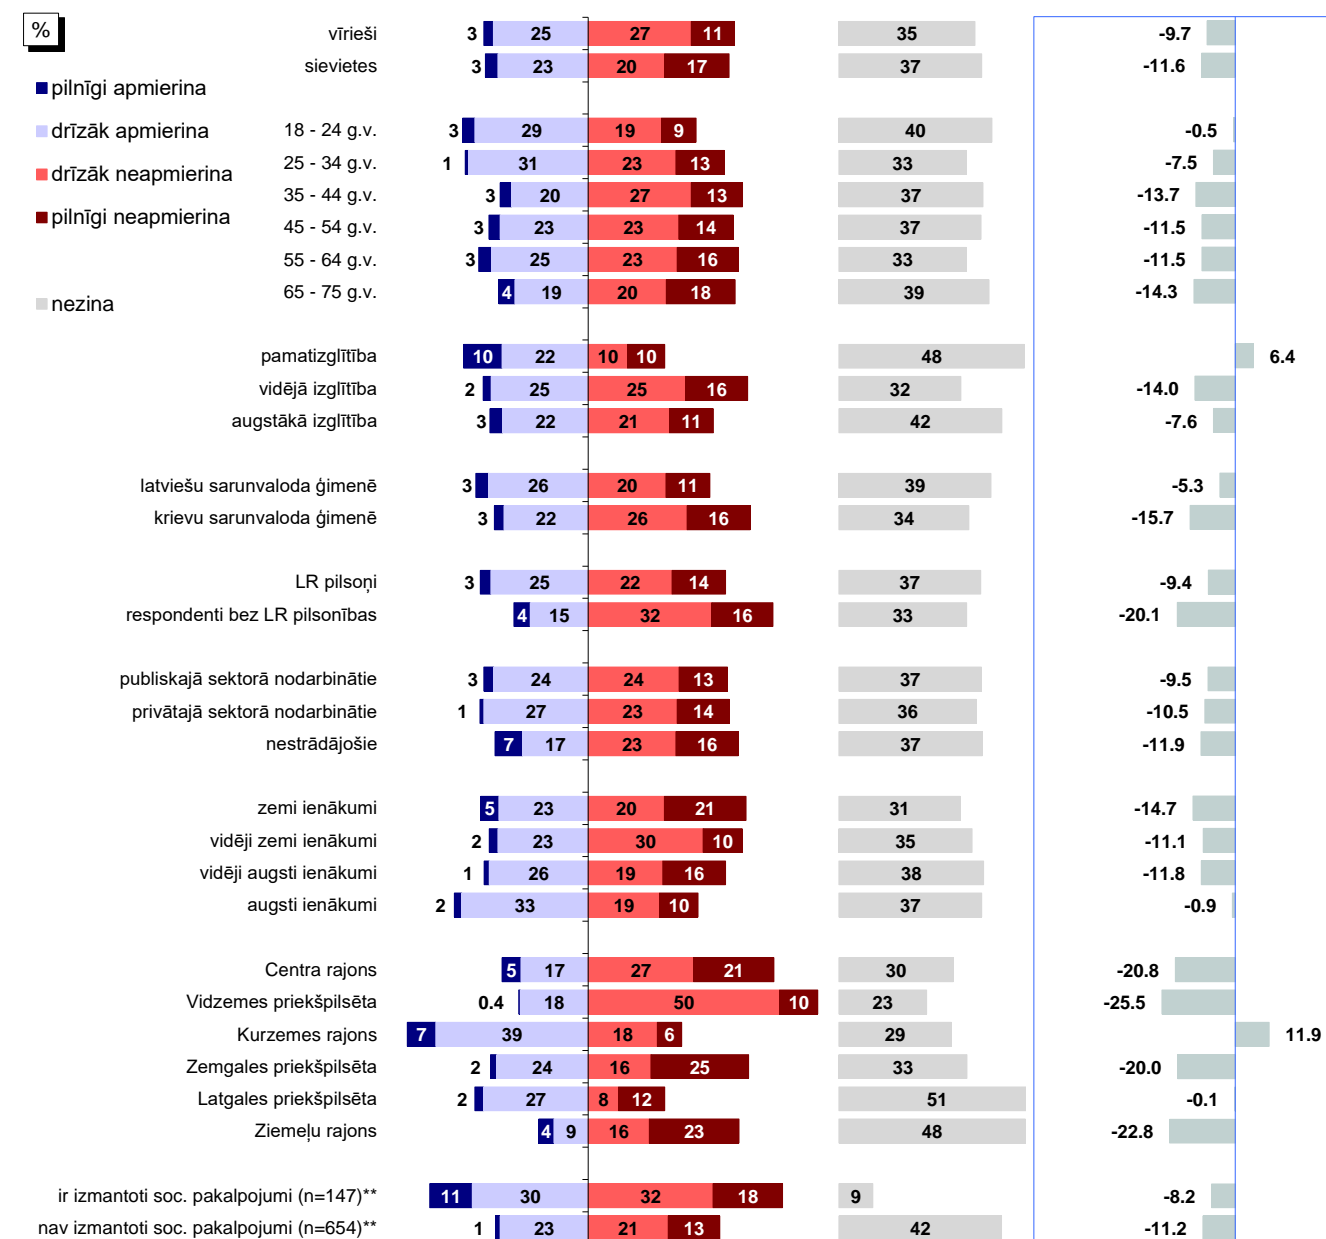 %
pilnīgi apmierina
drīzāk apmierina
drīzāk neapmierina
pilnīgi neapmierina
nezina
vīrieši 3 25 27 11 35 -9.7
sievietes 3 23 20 17 37 -11.6
18 - 24 g.v. 3 29 19 9 40 -0.5
25 - 34 g.v. 1 31 23 13 33 -7.5
35 - 44 g.v. 3 20 27 13 37 -13.7
45 - 54 g.v. 3 23 23 14 37 -11.5
55 - 64 g.v. 3 25 23 16 33 -11.5
65 - 75 g.v. 4 19 20 18 39 -14.3
pamatizglītība 10 22 10 10 48 6.4
vidējā izglītība 2 25 25 16 32 -14.0
augstākā izglītība 3 22 21 11 42 -7.6
latviešu sarunvaloda ģimenē 3 26 20 11 39 -5.3
krievu sarunvaloda ģimenē 3 22 26 16 34 -15.7
LR pilsoņi 3 25 22 14 37 -9.4
respondenti bez LR pilsonības 4 15 32 16 33 -20.1
publiskajā sektorā nodarbinātie 3 24 24 13 37 -9.5
privātajā sektorā nodarbinātie 1 27 23 14 36 -10.5
nestrādājošie 7 17 23 16 37 -11.9
zemi ienākumi 5 23 20 21 31 -14.7
vidēji zemi ienākumi 2 23 30 10 35 -11.1
vidēji augsti ienākumi 1 26 19 16 38 -11.8
augsti ienākumi 2 33 19 10 37 -0.9
Centra rajons 5 17 27 21 30 -20.8
Vidzemes priekšpilsēta 0.4 18 50 10 23 -25.5
Kurzemes rajons 7 39 18 6 29 11.9
Zemgales priekšpilsēta 2 24 16 25 33 -20.0
Latgales priekšpilsēta 2 27 8 12 51 -0.1
Ziemeļu rajons 4 9 16 23 48 -22.8
ir izmantoti soc. pakalpojumi (n=147)** 11 30 32 18 9 -8.2
nav izmantoti soc. pakalpojumi (n=654)** 1 23 21 13 42 -11.2